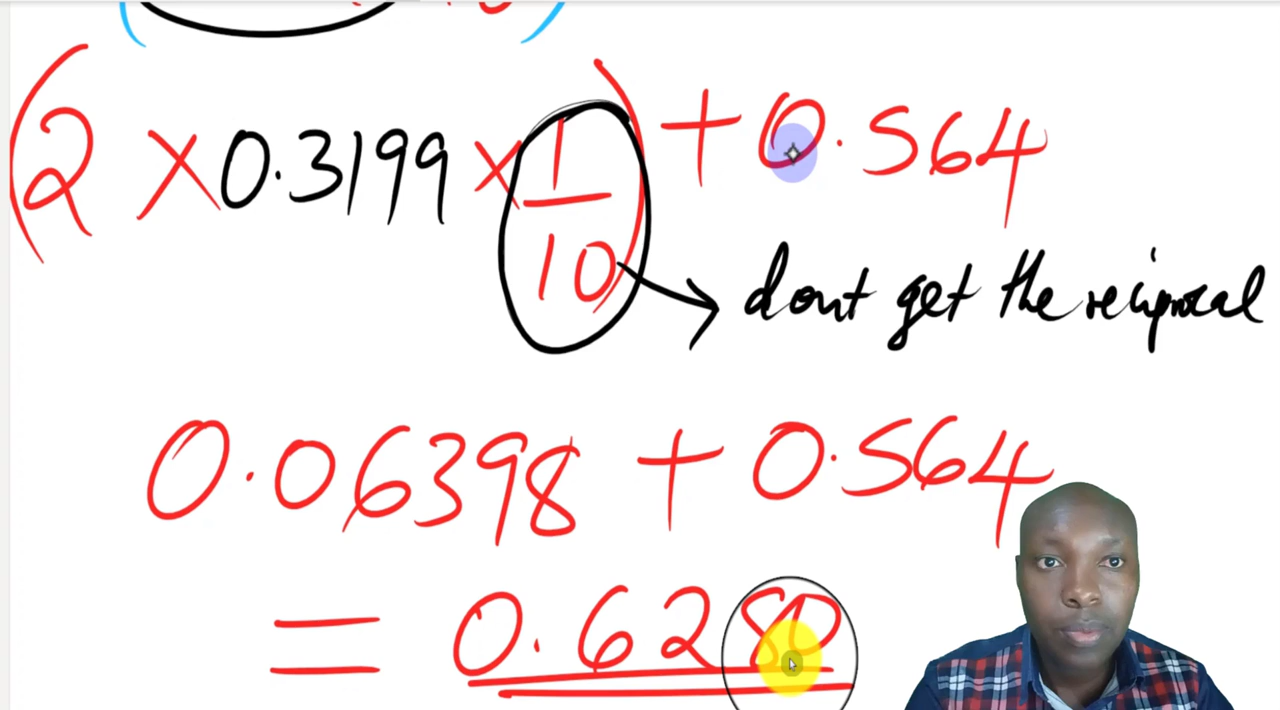 (2 × 0.3199 × 1/10) + 0.564
dont get the reciprocal
0.06398 + 0.564
= 0.6280